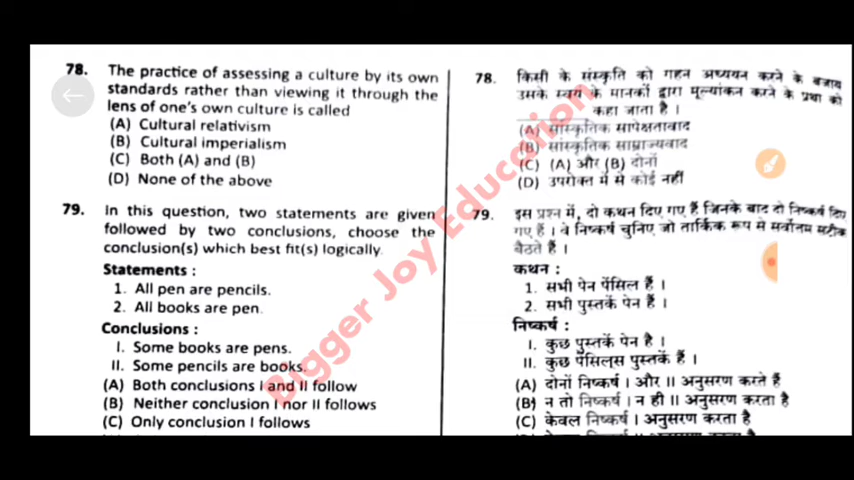 78. The practice of assessing a culture by its own
standards rather than viewing it through the
lens of one's own culture is called
(A) Cultural relativism
(B) Cultural imperialism
(C) Both (A) and (B)
(D) None of the above
79. In this question, two statements are given
followed by two conclusions, choose the
conclusion(s) which best fit(s) logically.
Statements :
1. All pen are pencils.
2. All books are pen.
Conclusions :
I. Some books are pens.
II. Some pencils are books.
(A) Both conclusions I and II follow
(B) Neither conclusion I nor II follows
(C) Only conclusion I follows
78. किसी के संस्कृति को गहन अध्ययन करने के बजाय
उसके स्वयं के मानकों द्वारा मूल्यांकन करने के प्रथा को
कहा जाता है ।
(A) सांस्कृतिक सापेक्षतावाद
(B) सांस्कृतिक साम्राज्यवाद
(C) (A) और (B) दोनों
(D) उपरोक्त में से कोई नहीं
79. इस प्रश्न में, दो कथन दिए गए हैं जिनके बाद दो निष्कर्ष दिए
गए हैं । वे निष्कर्ष चुनिए जो तार्किक रूप से सर्वोत्तम सटीक
बैठते हैं ।
कथन :
1. सभी पेन पेंसिल हैं ।
2. सभी पुस्तकें पेन हैं ।
निष्कर्ष :
I. कुछ पुस्तकें पेन है ।
II. कुछ पेंसिल्स पुस्तकें हैं ।
(A) दोनों निष्कर्ष I और II अनुसरण करते हैं
(B) न तो निष्कर्ष I न ही II अनुसरण करता है
(C) केवल निष्कर्ष I अनुसरण करता है
Bigger Joy Education